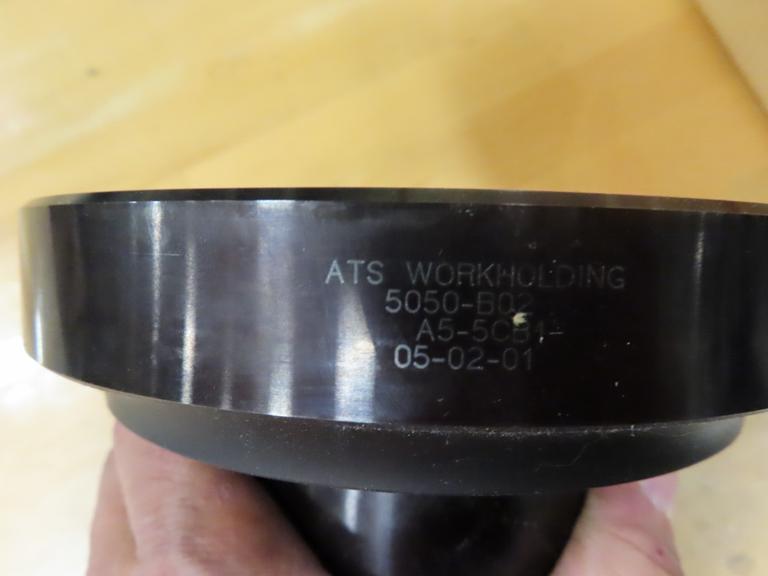 ATS WORKHOLDING
5050-B02
A5-5CB1-
05-02-01